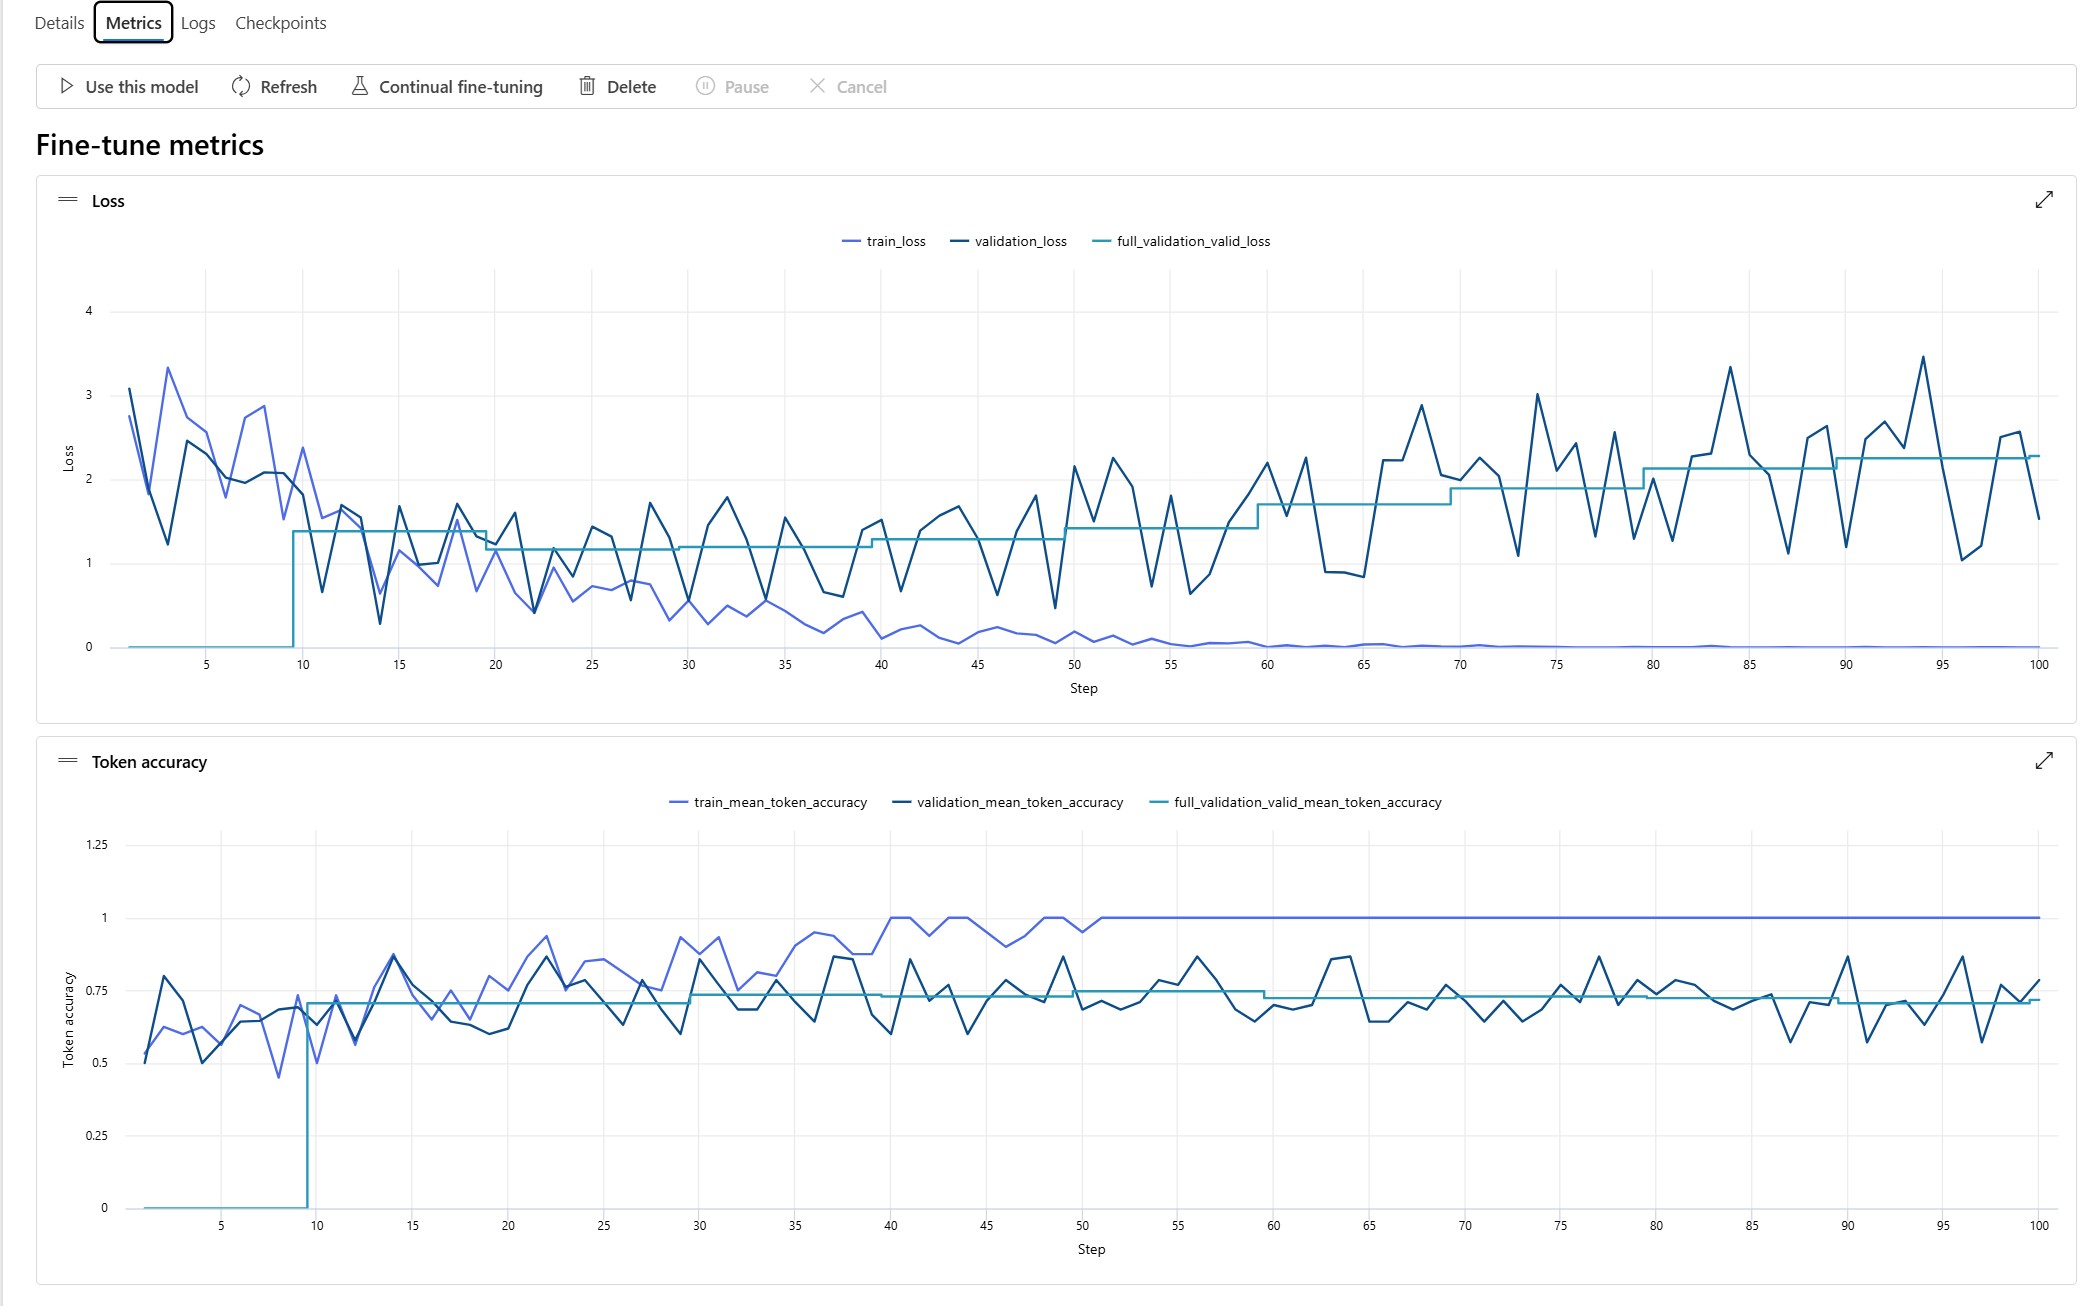 Details Metrics Logs Checkpoints
Use this model Refresh Continual fine-tuning Delete Pause Cancel
Fine-tune metrics
Loss
train_loss validation_loss full_validation_valid_loss
4
3
2
1
0
Loss
5 10 15 20 25 30 35 40 45 50 55 60 65 70 75 80 85 90 95 100
Step
Token accuracy
train_mean_token_accuracy validation_mean_token_accuracy full_validation_valid_mean_token_accuracy
1.25
1
0.75
0.5
0.25
0
Token accuracy
5 10 15 20 25 30 35 40 45 50 55 60 65 70 75 80 85 90 95 100
Step